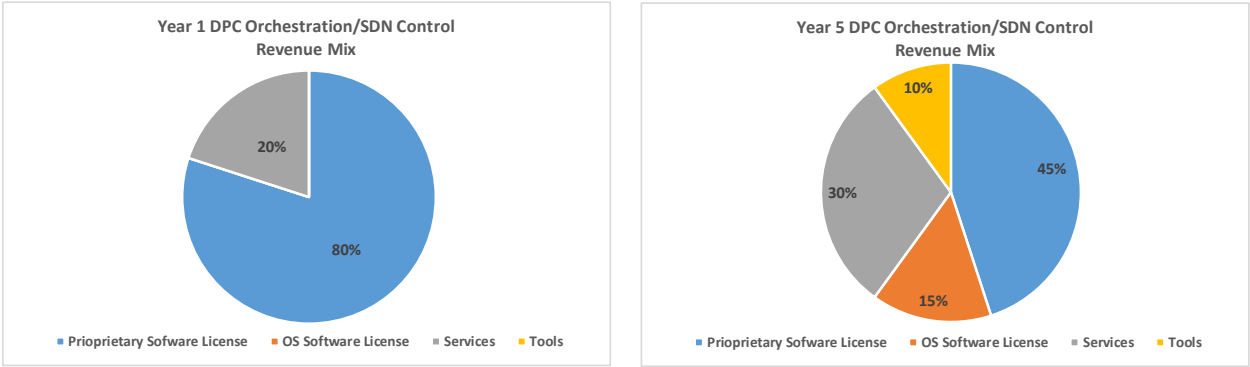 Year 1 DPC Orchestration/SDN Control
Revenue Mix
20%
80%
Prioprietary Sofware License OS Software License Services Tools
Year 5 DPC Orchestration/SDN Control
Revenue Mix
10%
45%
30%
15%
Prioprietary Sofware License OS Software License Services Tools